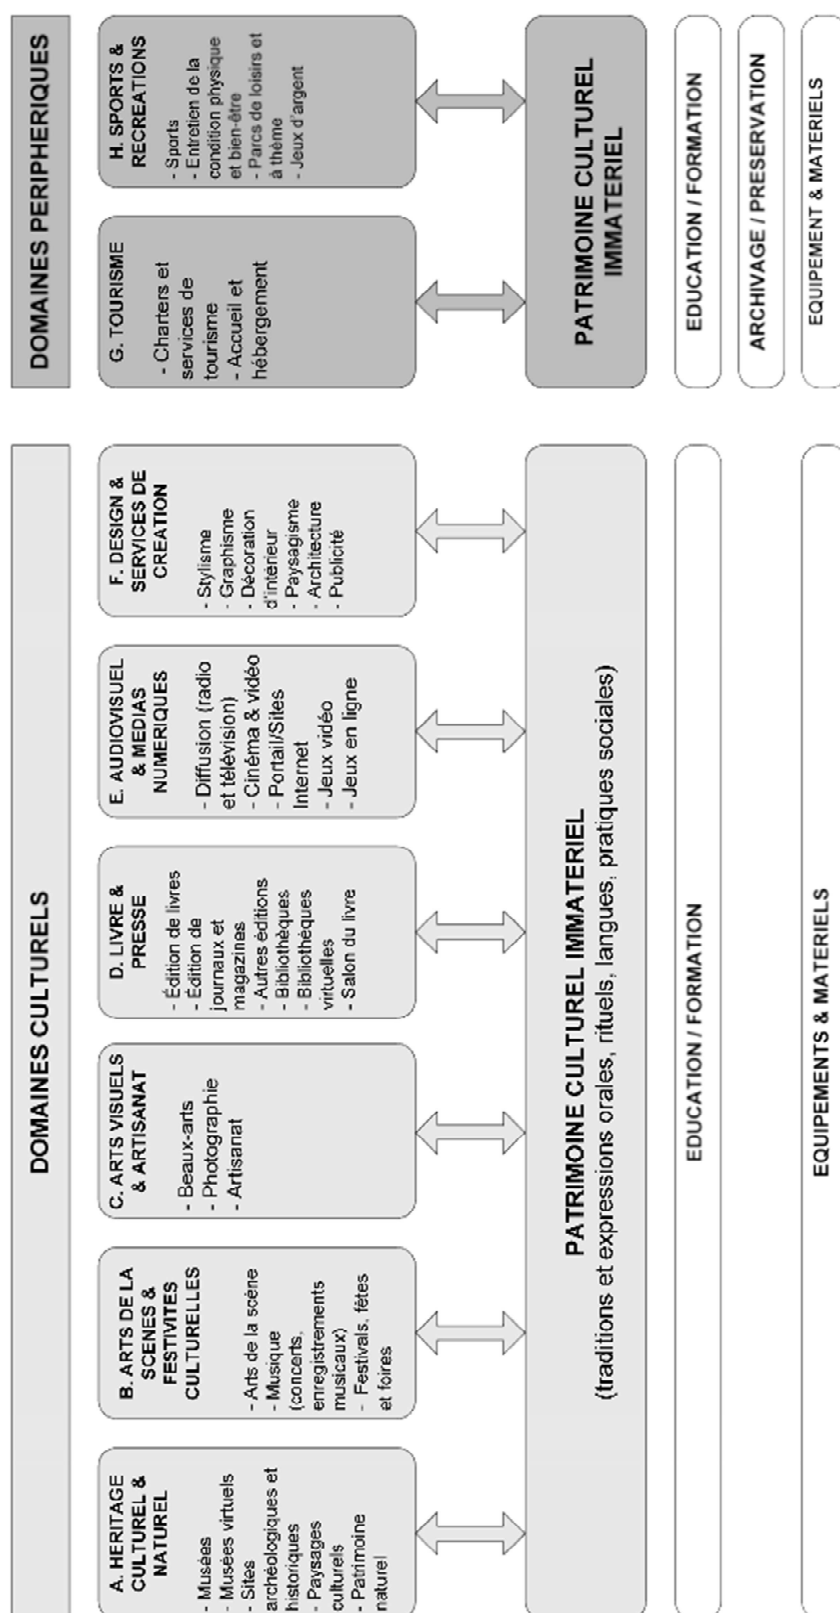 DOMAINES CULTURELS
DOMAINES PERIPHERIQUES
A. HERITAGE
CULTUREL &
NATUREL
- Musées
- Musées virtuels
- Sites
archéologiques et
historiques
- Paysages
culturels
- Patrimoine
naturel
B. ARTS DE LA
SCENES &
FESTIVITES
CULTURELLES
- Arts de la scène
- Musique
(concerts,
enregistrements
musicaux)
- Festivals, fêtes
et foires
C. ARTS VISUELS
& ARTISANAT
- Beaux-arts
- Photographie
- Artisanat
D. LIVRE &
PRESSE
- Édition de livres
- Édition de
journaux et
magazines
- Autres éditions
- Bibliothèques
- Bibliothèques
virtuelles
- Salon du livre
E. AUDIOVISUEL
& MEDIAS
NUMERIQUES
- Diffusion (radio
et télévision)
- Cinéma & vidéo
- Portail/Sites
Internet
- Jeux vidéo
- Jeux en ligne
F. DESIGN &
SERVICES DE
CREATION
- Stylisme
- Graphisme
- Décoration
d'intérieur
- Paysagisme
- Architecture
- Publicité
G. TOURISME
- Charters et
services de
tourisme
- Accueil et
hébergement
H. SPORTS &
RECREATIONS
- Sports
- Entretien de la
condition physique
et bien-être
- Parcs de loisirs et
à thème
- Jeux d'argent
PATRIMOINE CULTUREL IMMATERIEL
(traditions et expressions orales, rituels, langues, pratiques sociales)
PATRIMOINE CULTUREL
IMMATERIEL
EDUCATION / FORMATION
EDUCATION / FORMATION
ARCHIVAGE / PRESERVATION
EQUIPEMENTS & MATERIELS
EQUIPEMENT & MATERIELS